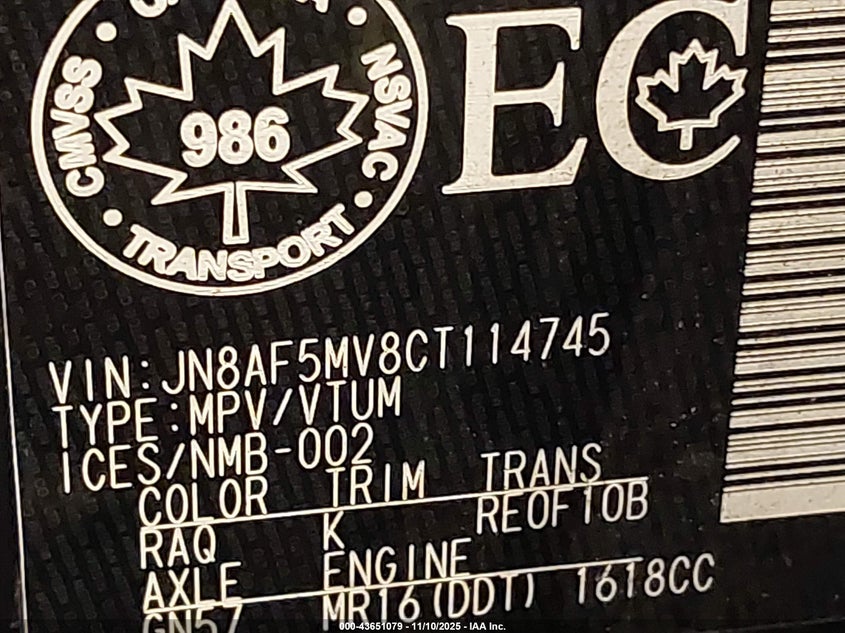 CMVSS • NSVAC • TRANSPORT •
986
EC
VIN:JN8AF5MV8CT114745
TYPE:MPV/VTUM
ICES/NMB-002
COLOR TRIM TRANS
RAQ K RE0F10B
AXLE ENGINE
GN57 MR16(DDT) 1618CC
000-43651079 - 11/10/2025 - IAA Inc.